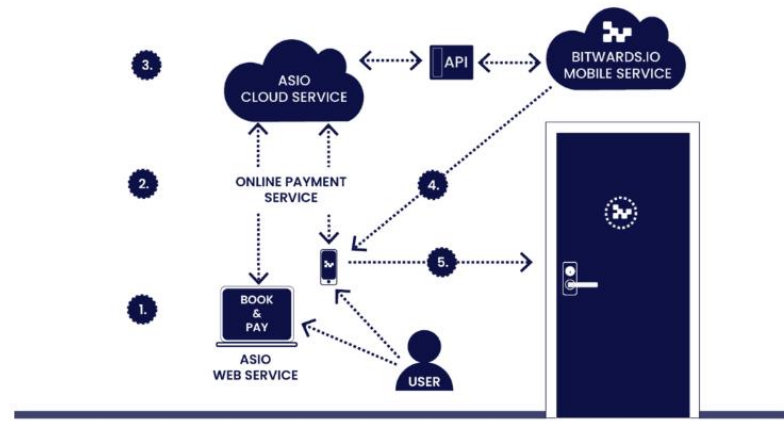 3.
ASIO
CLOUD SERVICE
API
BITWARDS.IO
MOBILE SERVICE
2.
ONLINE PAYMENT
SERVICE
4.
5.
1.
BOOK
&
PAY
ASIO
WEB SERVICE
USER